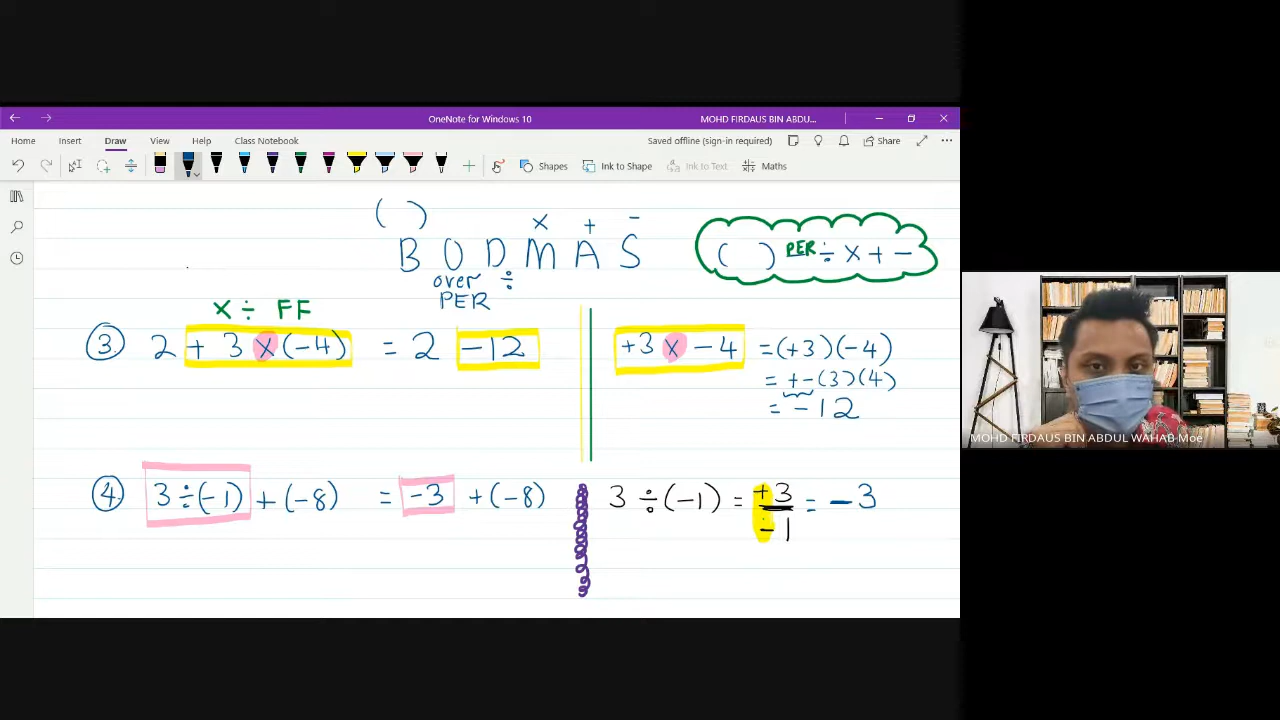 OneNote for Windows 10
MOHD FIRDAUS BIN ABDU...
Home Insert Draw View Help Class Notebook
Saved offline (sign-in required)
Share
Shapes
Ink to Shape
Ink to Text
Maths
( ) × + -
B O D M A S
over ÷
PER
( ) PER ÷ × + -
× ÷ FF
3. 2 + 3 × (-4) = 2 -12
+3 × -4 = (+3)(-4)
= +-(3)(4)
= -12
4. 3 ÷ (-1) + (-8) = -3 + (-8)
3 ÷ (-1) = +3 / -1 = -3
MOHD FIRDAUS BIN ABDUL WAHAB-Moe